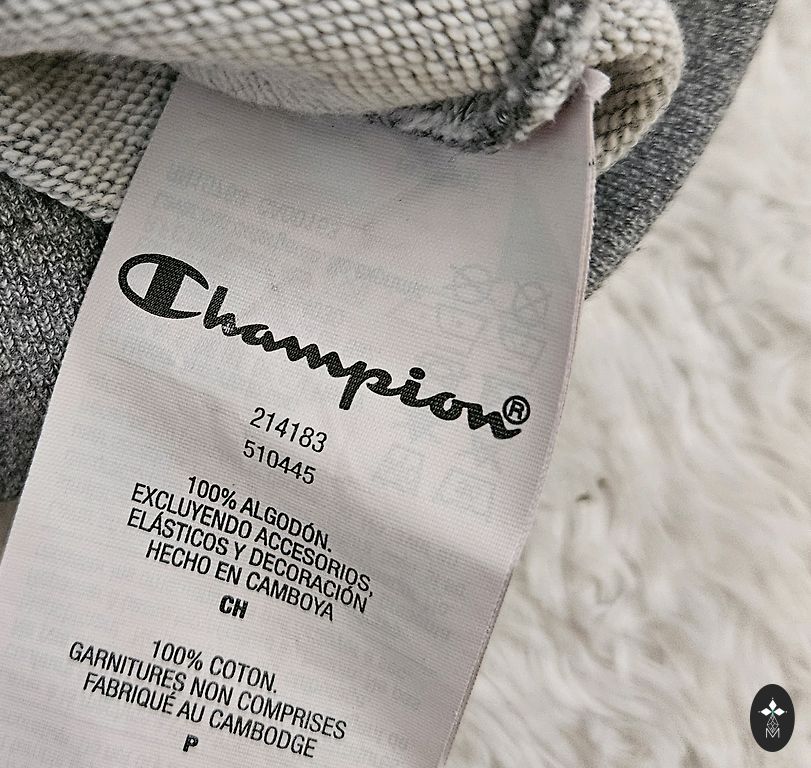 Champion®
214183
510445
100% ALGODÓN.
EXCLUYENDO ACCESORIOS,
ELÁSTICOS Y DECORACIÓN
HECHO EN CAMBOYA
CH
100% COTON.
GARNITURES NON COMPRISES
FABRIQUÉ AU CAMBODGE
P
M